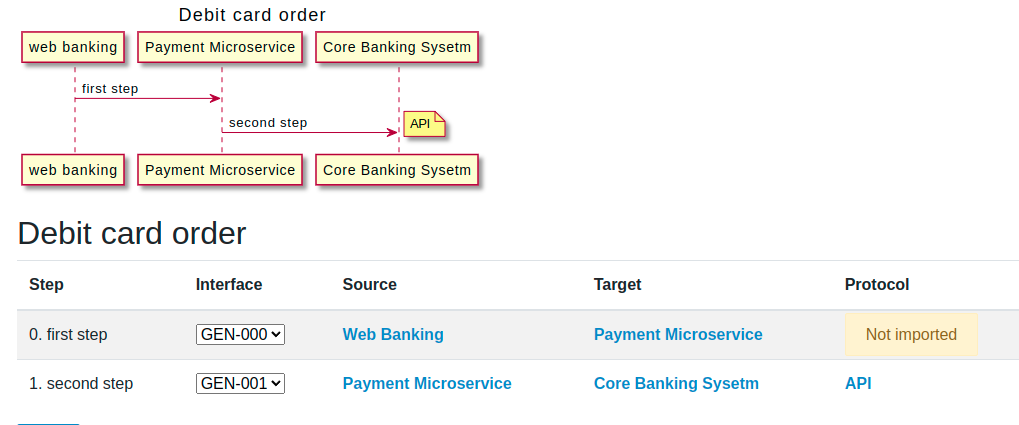 Debit card order
web banking Payment Microservice Core Banking Sysetm
first step
second step API
web banking Payment Microservice Core Banking Sysetm
Debit card order
Step Interface Source Target Protocol
0. first step GEN-000 Web Banking Payment Microservice Not imported
1. second step GEN-001 Payment Microservice Core Banking Sysetm API